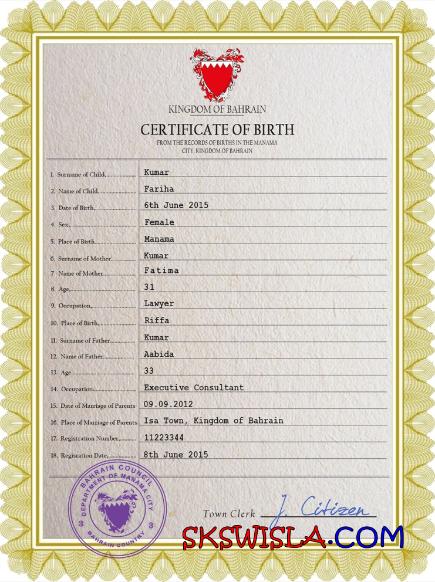 KINGDOM OF BAHRAIN
CERTIFICATE OF BIRTH
FROM THE RECORDS OF BIRTHS IN THE MANAMA
CITY, KINGDOM OF BAHRAIN
1. Surname of Child Kumar
2. Name of Child Fariha
3. Date of Birth 6th June 2015
4. Sex Female
5. Place of Birth Manama
6. Surname of Mother Kumar
7 Name of Mother Fatima
8. Age 31
9. Occupation Lawyer
10. Place of Birth Riffa
11. Surname of Father Kumar
12. Name of Father Aabida
13. Age 33
14. Occupation Executive Consultant
15. Date of Marriage of Parents 09.09.2012
16. Place of Marriage of Parents Isa Town, Kingdom of Bahrain
17. Registration Number 11223344
18. Registration Date 8th June 2015
BAHRAIN COUNCIL
DEPARTMENT OF MANAMA CITY
BAHRAIN COUNTRY
Town Clerk J. Citizen
SKSWISLA.COM